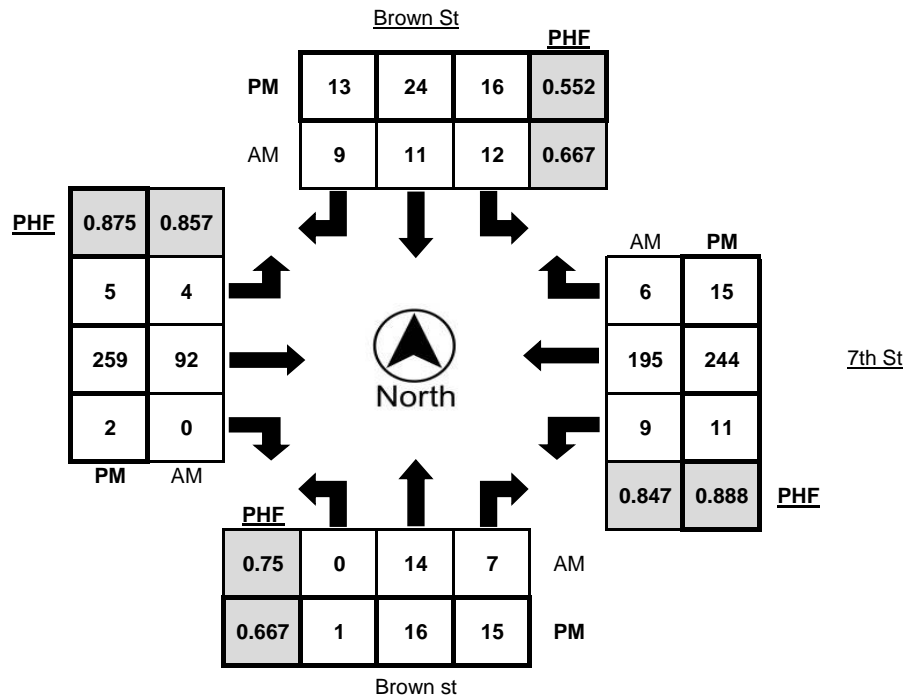 Brown St
PHF
PM 13 24 16 0.552
AM 9 11 12 0.667
PHF 0.875 0.857
AM PM
5 4
6 15
259 92
195 244
7th St
North
2 0
9 11
PM AM
0.847 0.888 PHF
PHF
0.75 0 14 7 AM
0.667 1 16 15 PM
Brown st